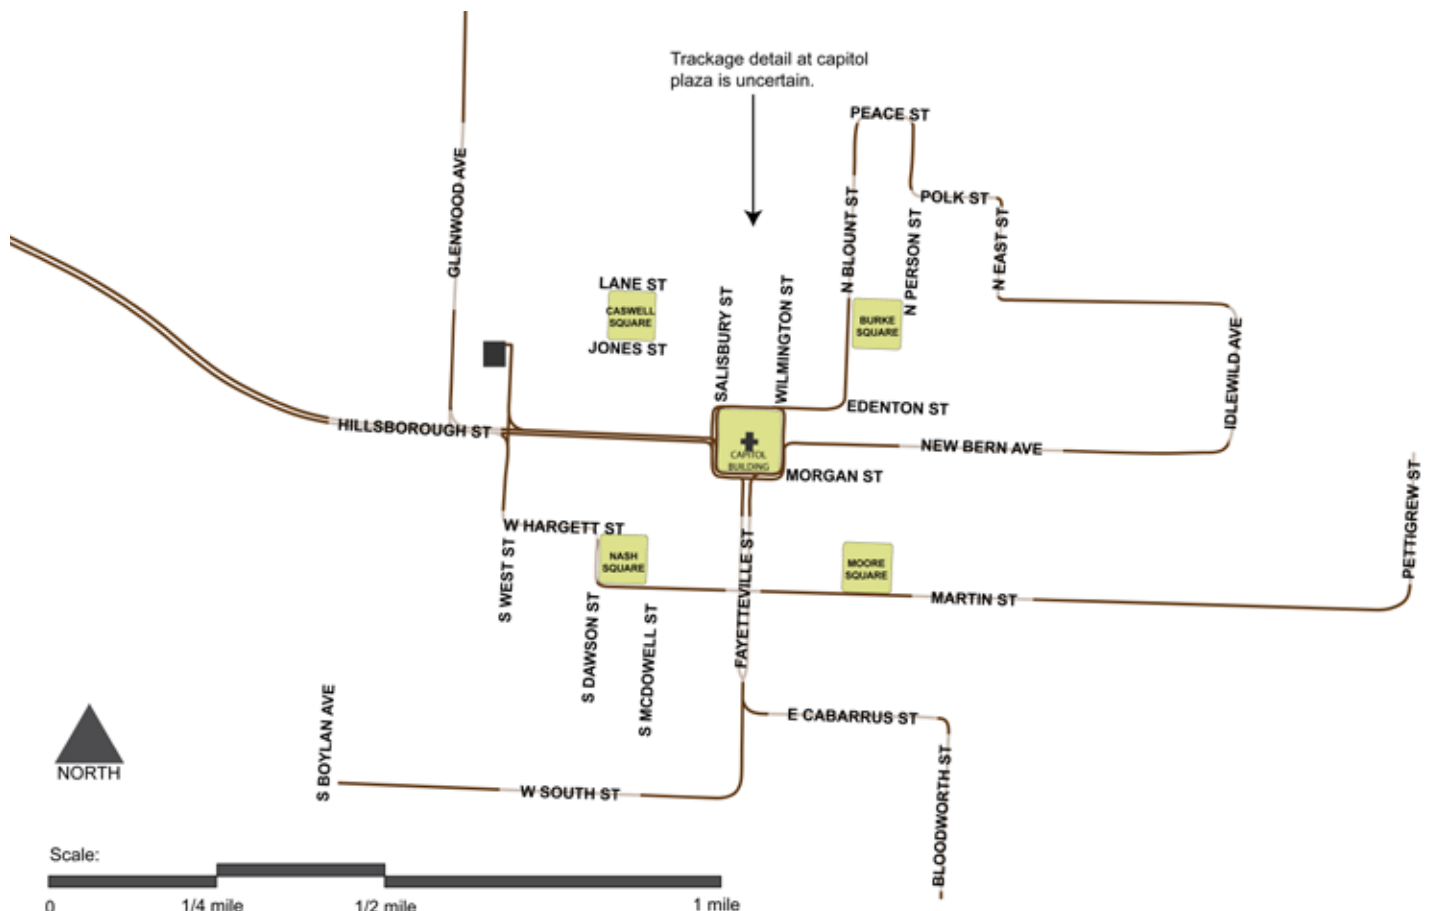 Trackage detail at capitol
plaza is uncertain.
PEACE ST
GLENWOOD AVE
N BLOUNT ST
POLK ST
N PERSON ST
N EAST ST
LANE ST
CASWELL
SQUARE
JONES ST
SALISBURY ST
WILMINGTON ST
BURKE
SQUARE
IDLEWILD AVE
EDENTON ST
HILLSBOROUGH ST
CAPITOL
BUILDING
NEW BERN AVE
MORGAN ST
PETTIGREW ST
W HARGETT ST
S WEST ST
NASH
SQUARE
FAYETTEVILLE ST
MOORE
SQUARE
MARTIN ST
S DAWSON ST
S MCDOWELL ST
S BOYLAN AVE
E CABARRUS ST
BLOODWORTH ST
NORTH
W SOUTH ST
Scale:
0
1/4 mile
1/2 mile
1 mile